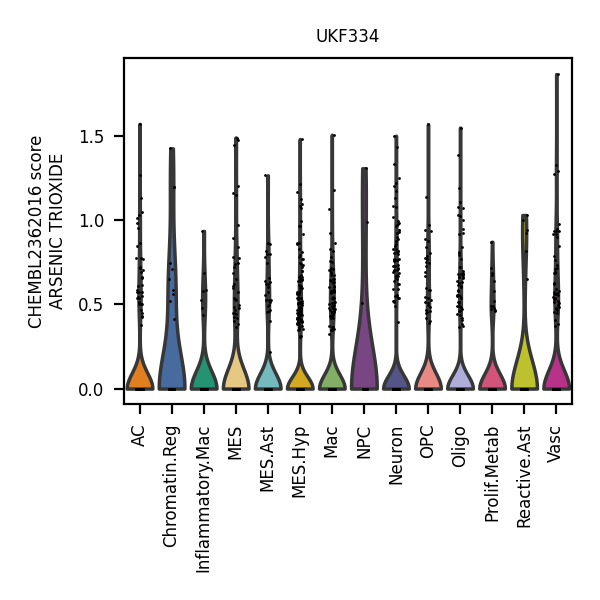 UKF334
CHEMBL2362016 score
ARSENIC TRIOXIDE
1.5
1.0
0.5
0.0
AC
Chromatin.Reg
Inflammatory.Mac
MES
MES.Ast
MES.Hyp
Mac
NPC
Neuron
OPC
Oligo
Prolif.Metab
Reactive.Ast
Vasc